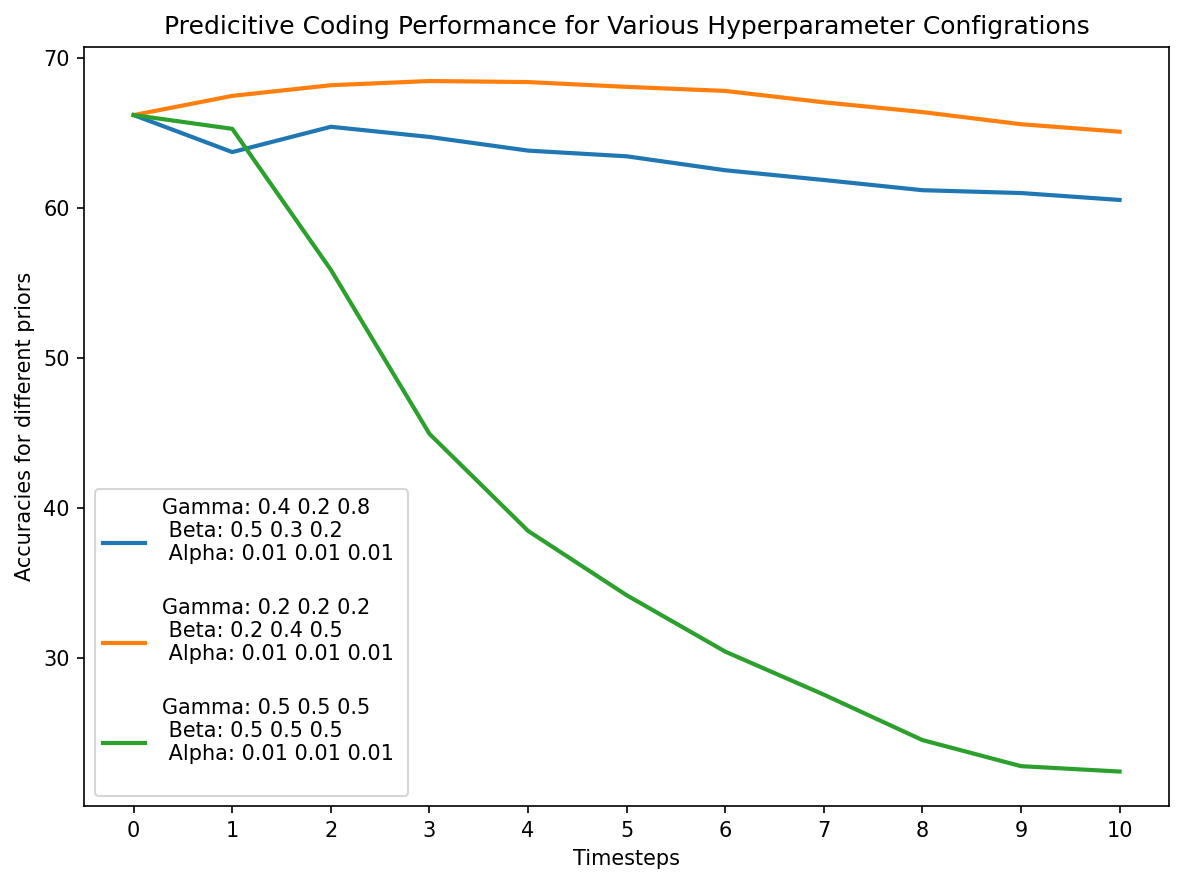 Predicitive Coding Performance for Various Hyperparameter Configrations
Accuracies for different priors
70
60
50
40
30
Gamma: 0.4 0.2 0.8
Beta: 0.5 0.3 0.2
Alpha: 0.01 0.01 0.01
Gamma: 0.2 0.2 0.2
Beta: 0.2 0.4 0.5
Alpha: 0.01 0.01 0.01
Gamma: 0.5 0.5 0.5
Beta: 0.5 0.5 0.5
Alpha: 0.01 0.01 0.01
0 1 2 3 4 5 6 7 8 9 10
Timesteps